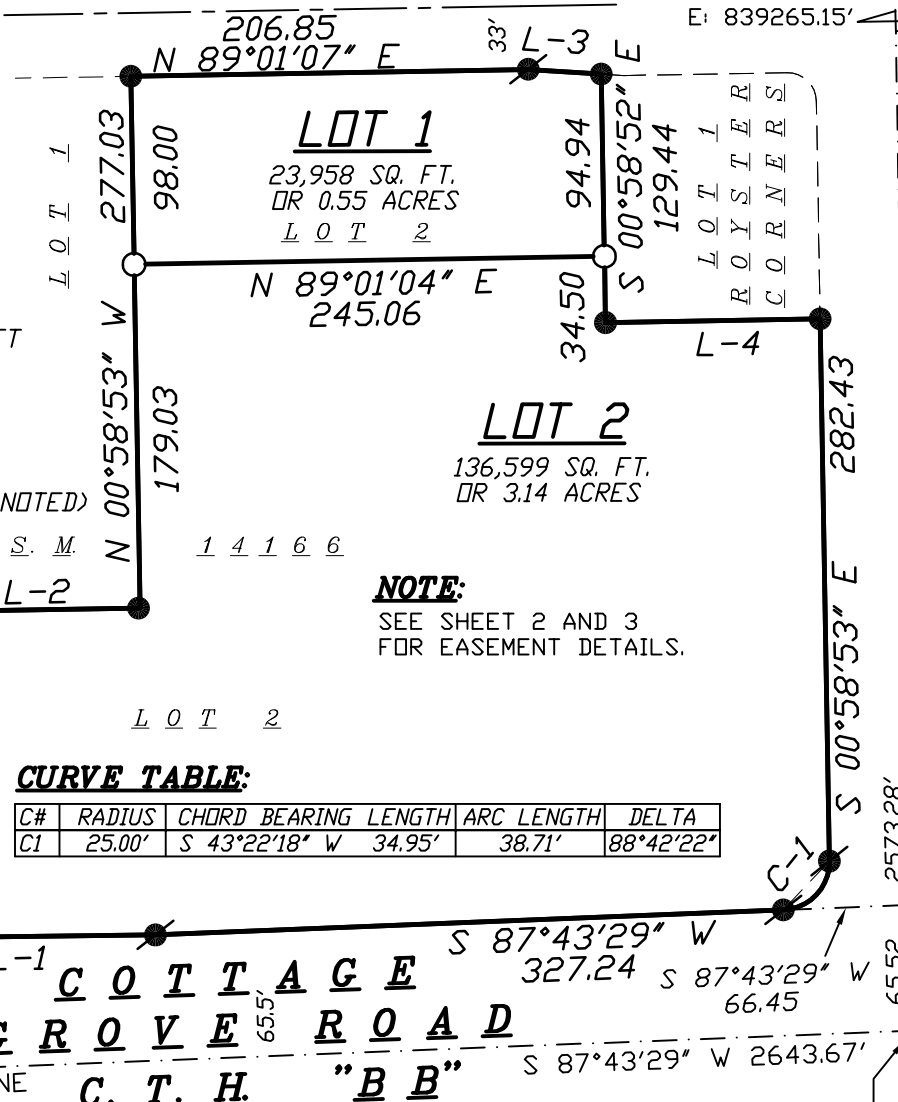 206.85
N 89°01'07" E
33'
L-3
E: 839265.15'
LOT 1
277.03
98.00
LOT 1
23,958 SQ. FT.
OR 0.55 ACRES
LOT 2
94.94
S 00°58'52" E
129.44
LOT 1
ROYSTER
CORNERS
N 89°01'04" E
245.06
34.50
L-4
N 00°58'53" W
179.03
LOT 2
136,599 SQ. FT.
OR 3.14 ACRES
282.43
S 00°58'53" E
NOTED)
S. M. 14166
L-2
NOTE:
SEE SHEET 2 AND 3
FOR EASEMENT DETAILS.
LOT 2
CURVE TABLE:
C# RADIUS CHORD BEARING LENGTH ARC LENGTH DELTA
C1 25.00' S 43°22'18" W 34.95' 38.71' 88°42'22"
C-1
2573.28'
S 87°43'29" W
327.24
S 87°43'29" W
66.45
65.52
L-1
COTTAGE
GROVE ROAD
65.5'
S 87°43'29" W 2643.67'
C. T. H. "BB"